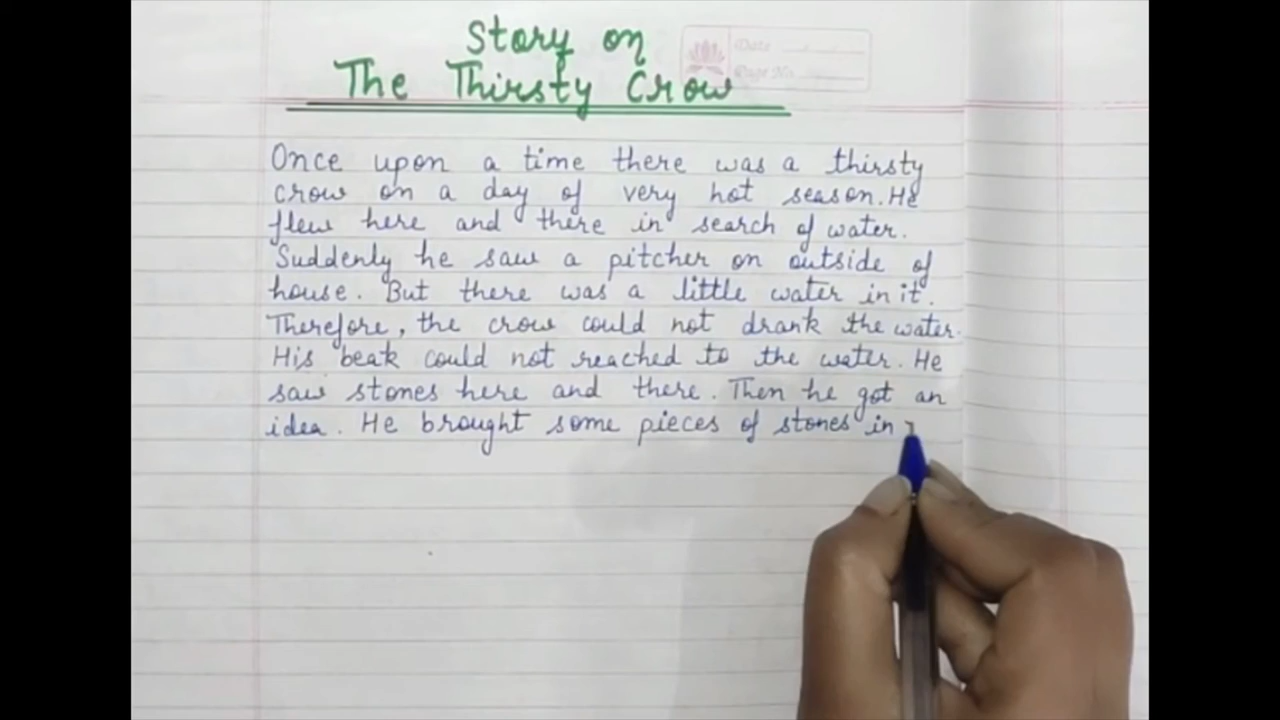 Story on
The Thirsty Crow
Date
Page No.
Once upon a time there was a thirsty
crow on a day of very hot season. He
flew here and there in search of water.
Suddenly he saw a pitcher on outside of
house. But there was a little water in it.
Therefore, the crow could not drank the water.
His beak could not reached to the water. He
saw stones here and there. Then he got an
idea. He brought some pieces of stones in